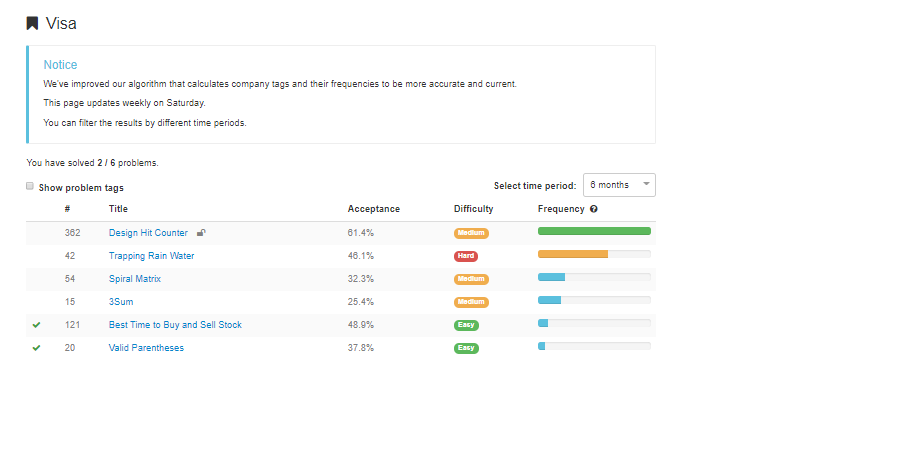 Visa
Notice
We've improved our algorithm that calculates company tags and their frequencies to be more accurate and current.
This page updates weekly on Saturday.
You can filter the results by different time periods.
You have solved 2 / 6 problems.
Show problem tags
Select time period: 6 months
# Title Acceptance Difficulty Frequency
362 Design Hit Counter 61.4% Medium
42 Trapping Rain Water 46.1% Hard
54 Spiral Matrix 32.3% Medium
15 3Sum 25.4% Medium
121 Best Time to Buy and Sell Stock 48.9% Easy
20 Valid Parentheses 37.8% Easy